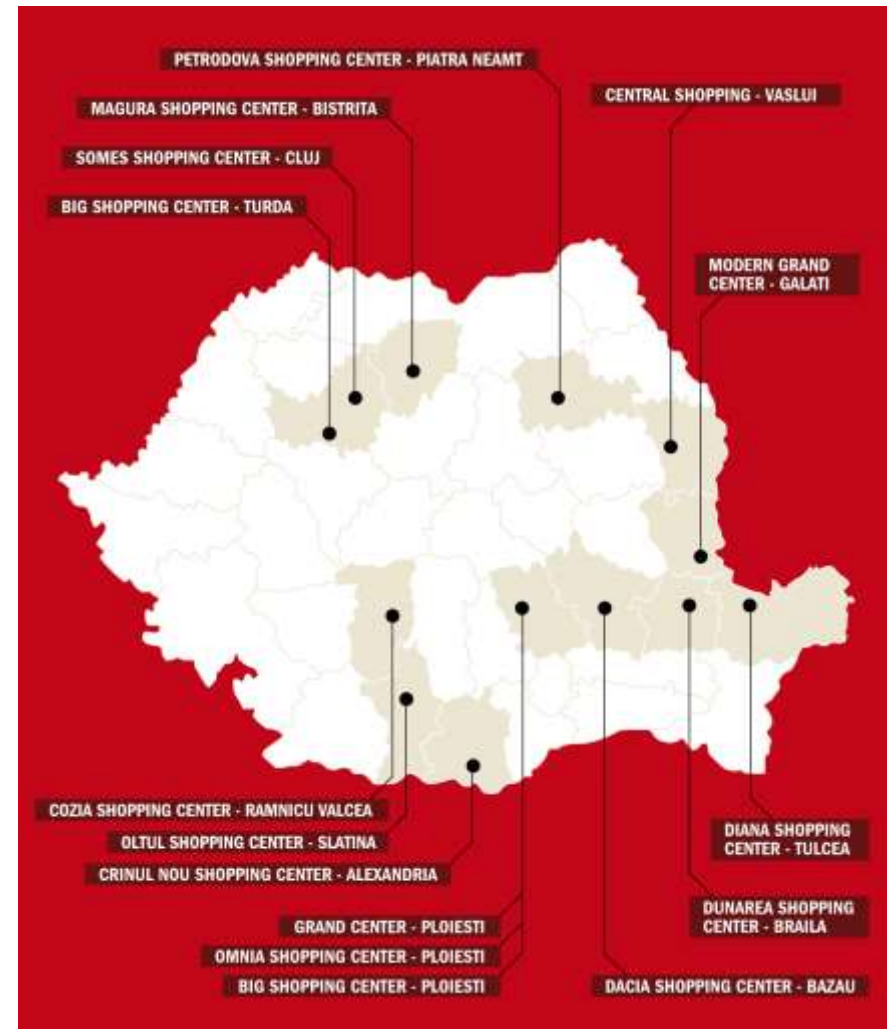 PETRODOVA SHOPPING CENTER - PIATRA NEAMT
CENTRAL SHOPPING - VASLUI
MAGURA SHOPPING CENTER - BISTRITA
SOMES SHOPPING CENTER - CLUJ
BIG SHOPPING CENTER - TURDA
MODERN GRAND
CENTER - GALATI
COZIA SHOPPING CENTER - RAMNICU VALCEA
OLTUL SHOPPING CENTER - SLATINA
CRINUL NOU SHOPPING CENTER - ALEXANDRIA
DIANA SHOPPING
CENTER - TULCEA
GRAND CENTER - PLOIESTI
OMNIA SHOPPING CENTER - PLOIESTI
BIG SHOPPING CENTER - PLOIESTI
DUNAREA SHOPPING
CENTER - BRAILA
DACIA SHOPPING CENTER - BAZAU